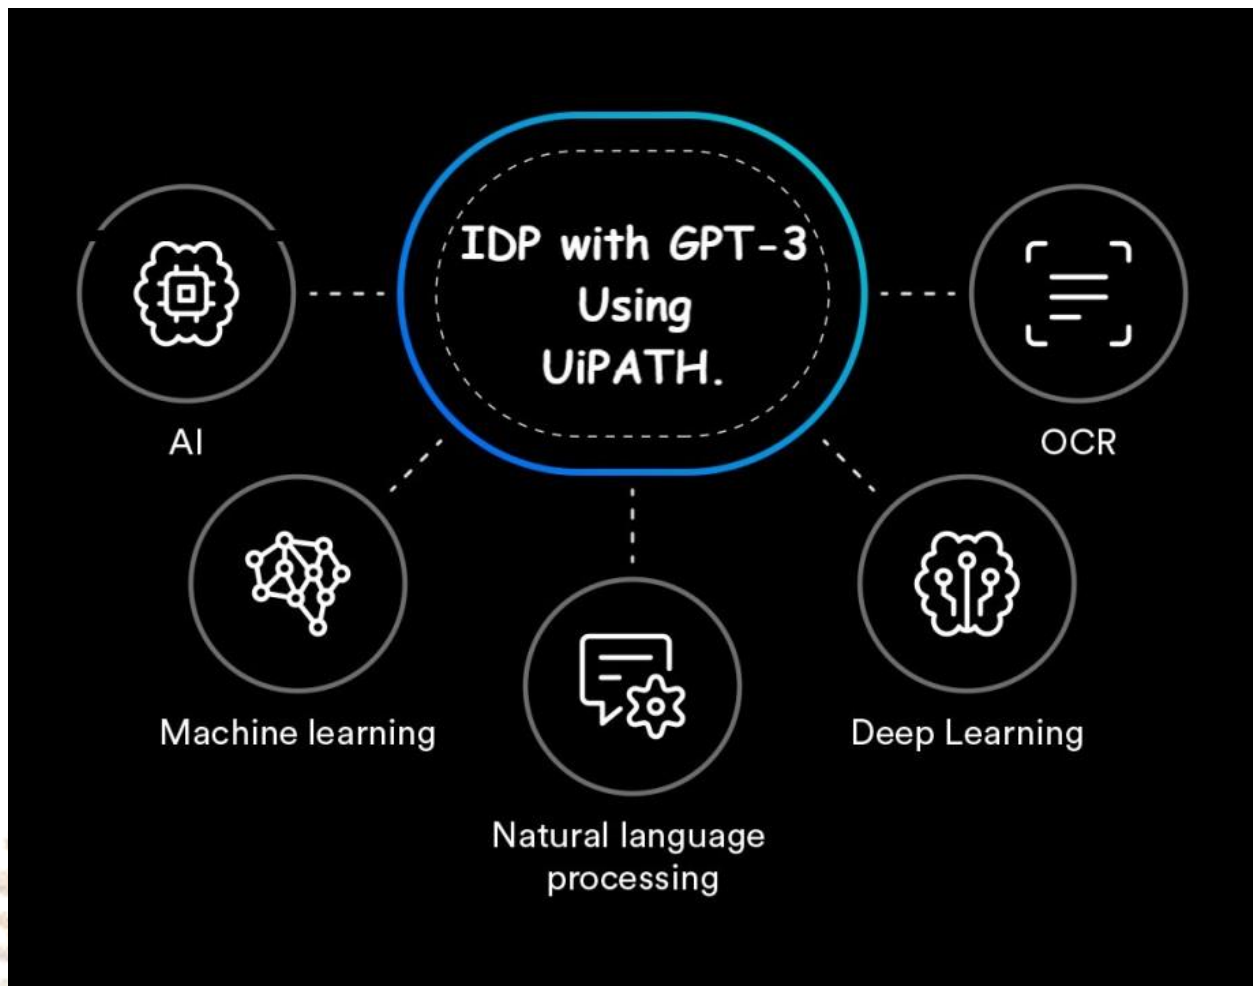 IDP with GPT-3
Using
UiPATH.
AI
OCR
Machine learning
Deep Learning
Natural language
processing